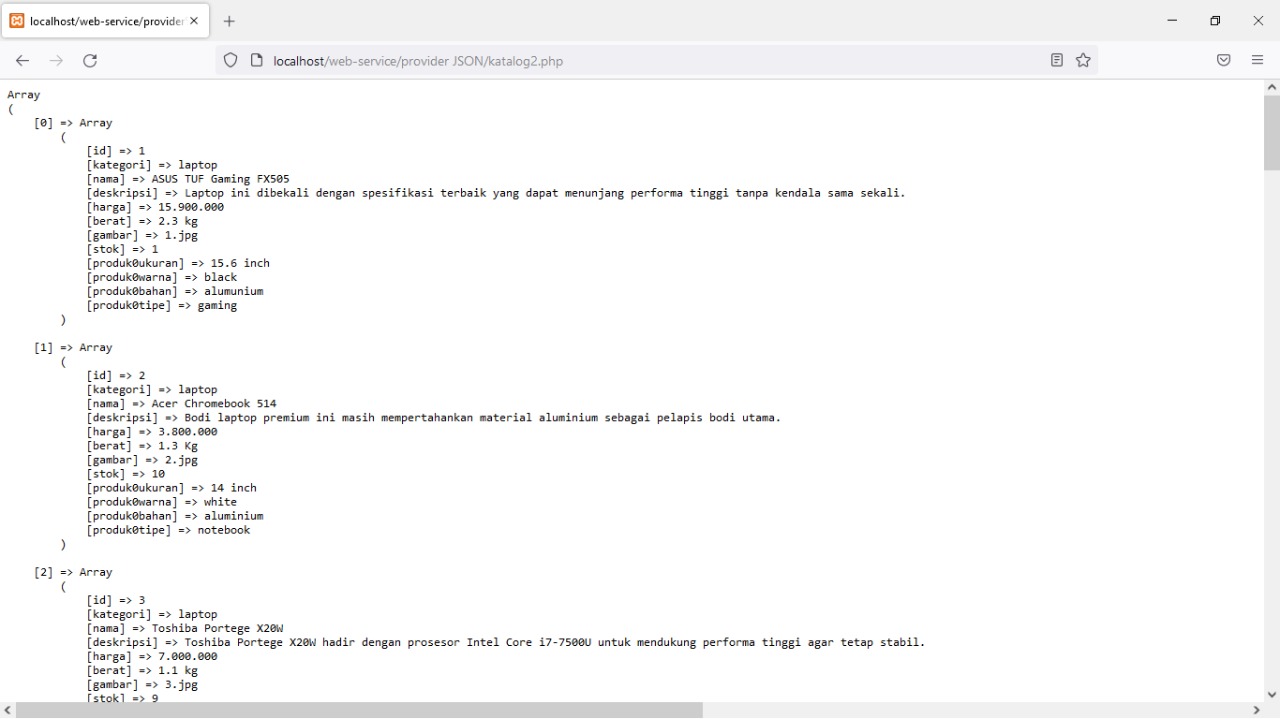 localhost/web-service/provider
localhost/web-service/provider JSON/katalog2.php
Array
(
    [0] => Array
        (
            [id] => 1
            [kategori] => laptop
            [nama] => ASUS TUF Gaming FX505
            [deskripsi] => Laptop ini dibekali dengan spesifikasi terbaik yang dapat menunjang performa tinggi tanpa kendala sama sekali.
            [harga] => 15.900.000
            [berat] => 2.3 kg
            [gambar] => 1.jpg
            [stok] => 1
            [produk0ukuran] => 15.6 inch
            [produk0warna] => black
            [produk0bahan] => alumunium
            [produk0tipe] => gaming
        )
    [1] => Array
        (
            [id] => 2
            [kategori] => laptop
            [nama] => Acer Chromebook 514
            [deskripsi] => Bodi laptop premium ini masih mempertahankan material aluminium sebagai pelapis bodi utama.
            [harga] => 3.800.000
            [berat] => 1.3 Kg
            [gambar] => 2.jpg
            [stok] => 10
            [produk0ukuran] => 14 inch
            [produk0warna] => white
            [produk0bahan] => aluminium
            [produk0tipe] => notebook
        )
    [2] => Array
        (
            [id] => 3
            [kategori] => laptop
            [nama] => Toshiba Portege X20W
            [deskripsi] => Toshiba Portege X20W hadir dengan prosesor Intel Core i7-7500U untuk mendukung performa tinggi agar tetap stabil.
            [harga] => 7.000.000
            [berat] => 1.1 kg
            [gambar] => 3.jpg
            [stok] => 9